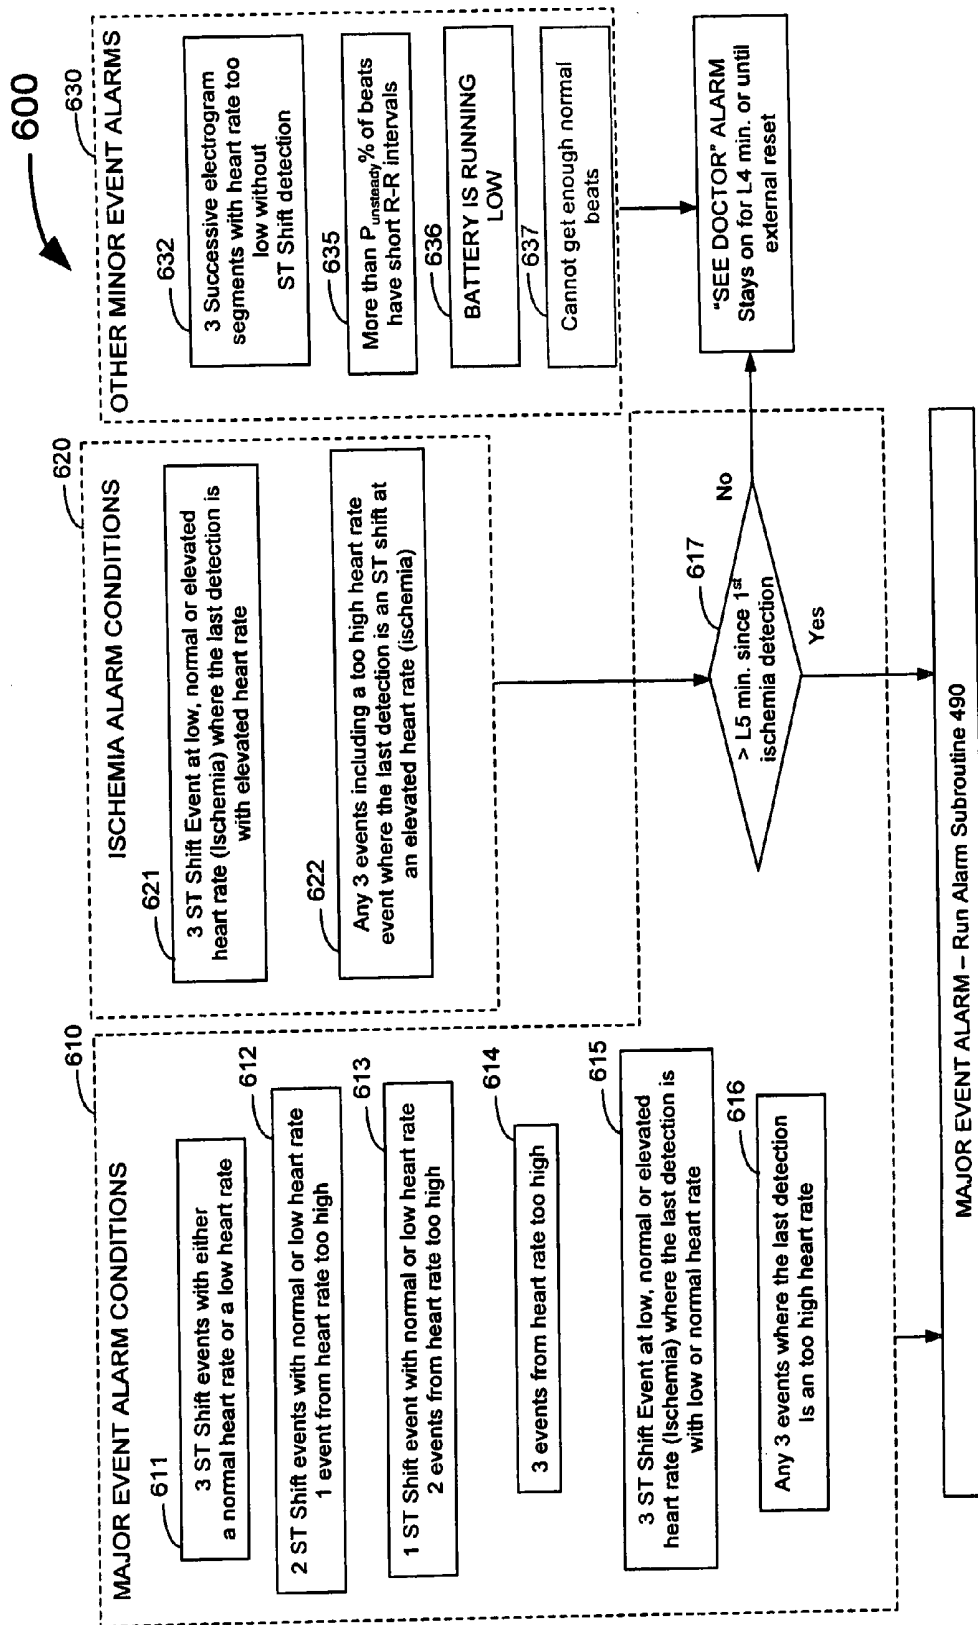 600
610
MAJOR EVENT ALARM CONDITIONS
611
3 ST Shift events with either
a normal heart rate or a low heart rate
612
2 ST Shift events with normal or low heart rate
1 event from heart rate too high
613
1 ST Shift event with normal or low heart rate
2 events from heart rate too high
614
3 events from heart rate too high
615
3 ST Shift Event at low, normal or elevated
heart rate (Ischemia) where the last detection is
with low or normal heart rate
616
Any 3 events where the last detection
Is an too high heart rate
620
ISCHEMIA ALARM CONDITIONS
621
3 ST Shift Event at low, normal or elevated
heart rate (Ischemia) where the last detection is
with elevated heart rate
622
Any 3 events including a too high heart rate
event where the last detection is an ST shift at
an elevated heart rate (ischemia)
617
> L5 min. since 1st
ischemia detection
No
Yes
630
OTHER MINOR EVENT ALARMS
632
3 Successive electrogram
segments with heart rate too
low without
ST Shift detection
635
More than Punsteady% of beats
have short R-R intervals
636
BATTERY IS RUNNING
LOW
637
Cannot get enough normal
beats
"SEE DOCTOR" ALARM
Stays on for L4 min. or until
external reset
MAJOR EVENT ALARM – Run Alarm Subroutine 490